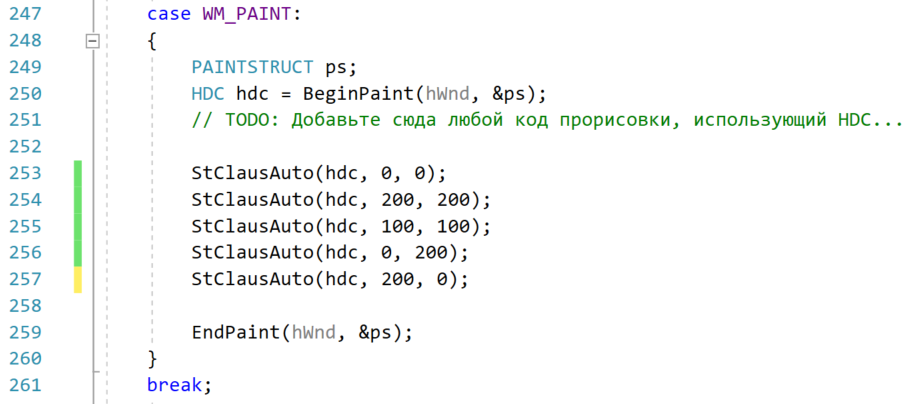 247 case WM_PAINT:
248 {
249 PAINTSTRUCT ps;
250 HDC hdc = BeginPaint(hWnd, &ps);
251 // TODO: Добавьте сюда любой код прорисовки, использующий HDC...
252
253 StClausAuto(hdc, 0, 0);
254 StClausAuto(hdc, 200, 200);
255 StClausAuto(hdc, 100, 100);
256 StClausAuto(hdc, 0, 200);
257 StClausAuto(hdc, 200, 0);
258
259 EndPaint(hWnd, &ps);
260 }
261 break;